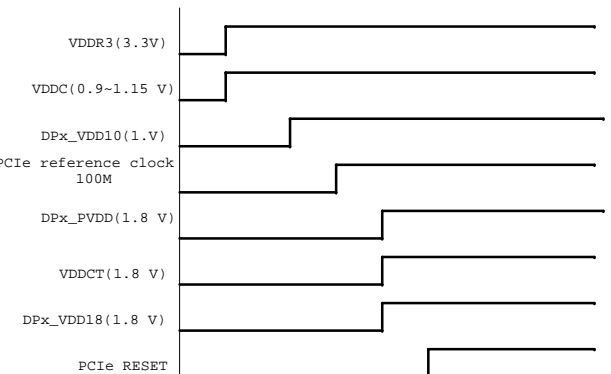 VDDR3(3.3V)
VDDC(0.9~1.15 V)
DPx_VDD10(1.V)
PCIe reference clock
100M
DPx_PVDD(1.8 V)
VDDCT(1.8 V)
DPx_VDD18(1.8 V)
PCIe RESET